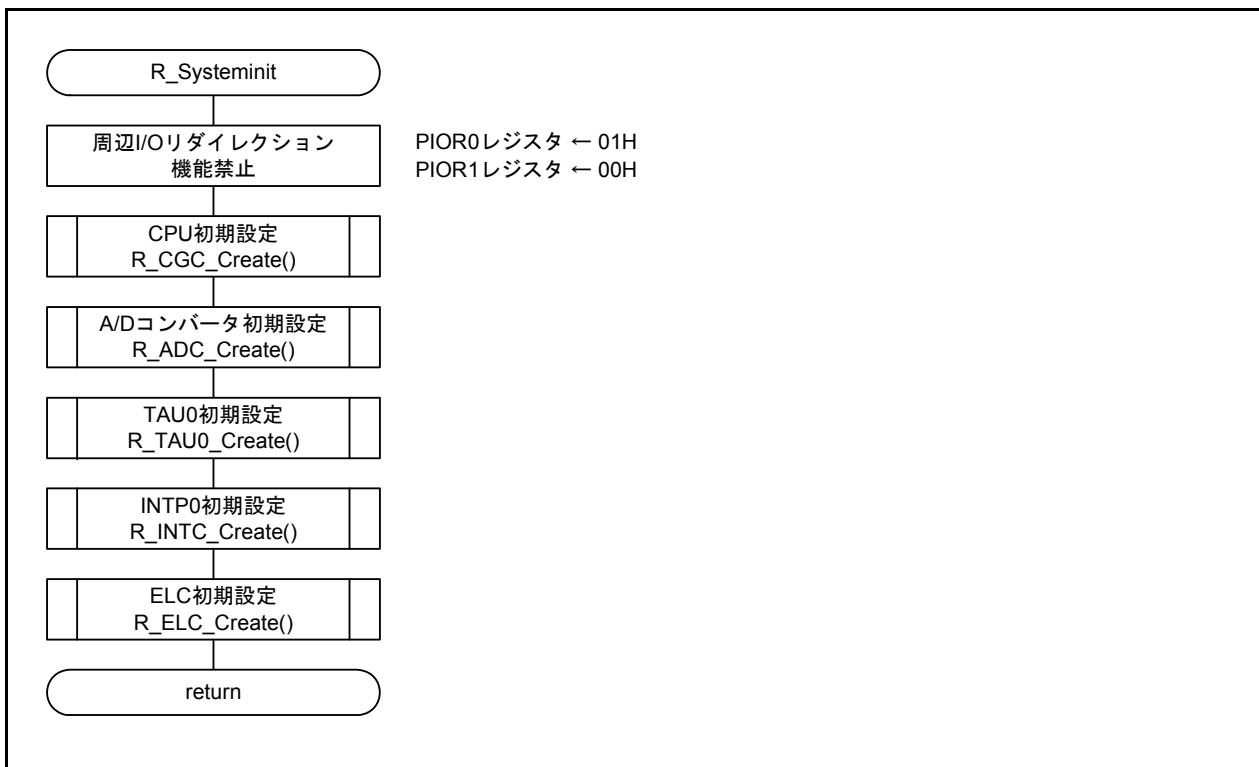 R_Systeminit
周辺I/Oリダイレクション
機能禁止
PIOR0レジスタ ← 01H
PIOR1レジスタ ← 00H
CPU初期設定
R_CGC_Create()
A/Dコンバータ初期設定
R_ADC_Create()
TAU0初期設定
R_TAU0_Create()
INTP0初期設定
R_INTC_Create()
ELC初期設定
R_ELC_Create()
return